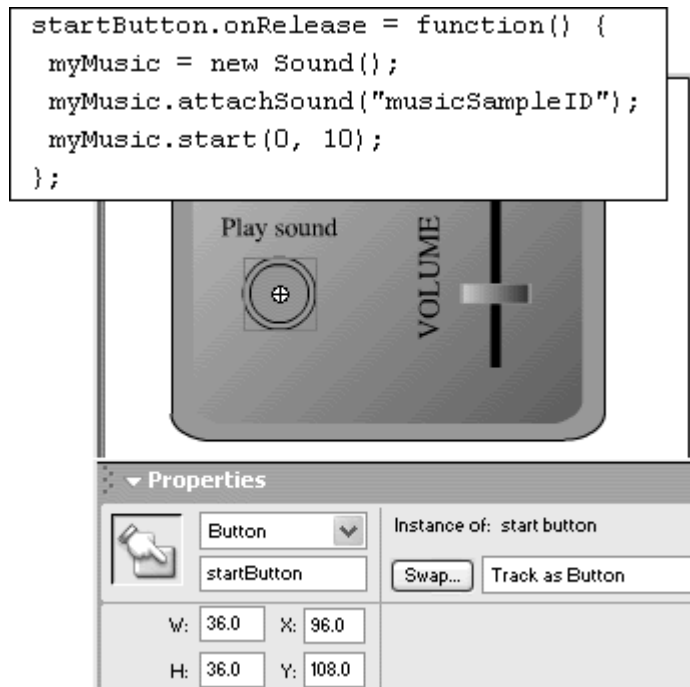 startButton.onRelease = function() {
myMusic = new Sound();
myMusic.attachSound("musicSampleID");
myMusic.start(0, 10);
};
Play sound
VOLUME
Properties
Button
Instance of: start button
startButton
Swap... Track as Button
W: 36.0 X: 96.0
H: 36.0 Y: 108.0